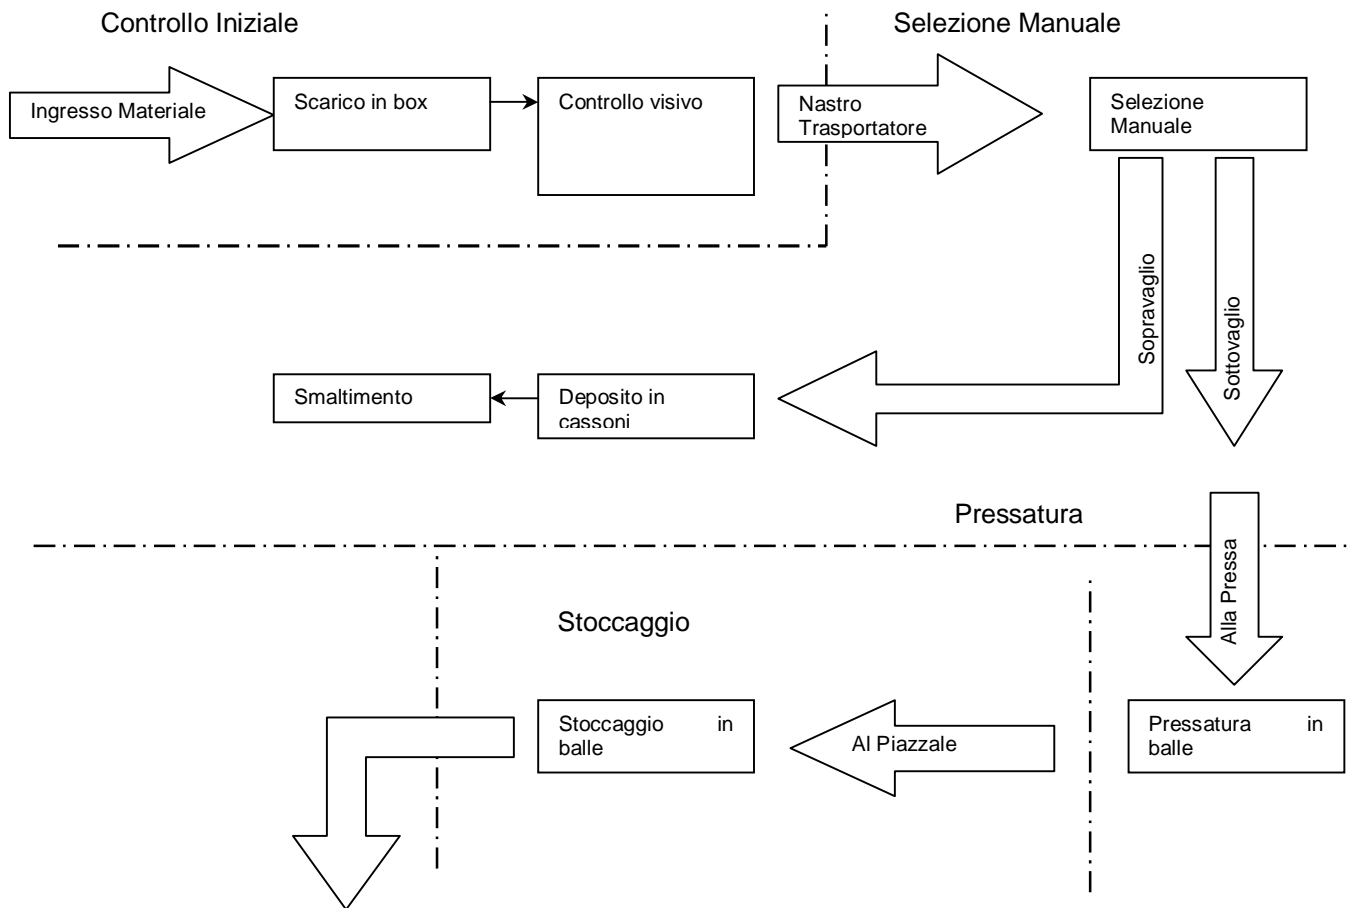 Controllo Iniziale
Selezione Manuale
Ingresso Materiale
Scarico in box
Controllo visivo
Nastro
Trasportatore
Selezione
Manuale
Sopravaglio
Sottovaglio
Smaltimento
Deposito in
cassoni
Pressatura
Alla Pressa
Stoccaggio
Stoccaggio in
balle
Al Piazzale
Pressatura in
balle